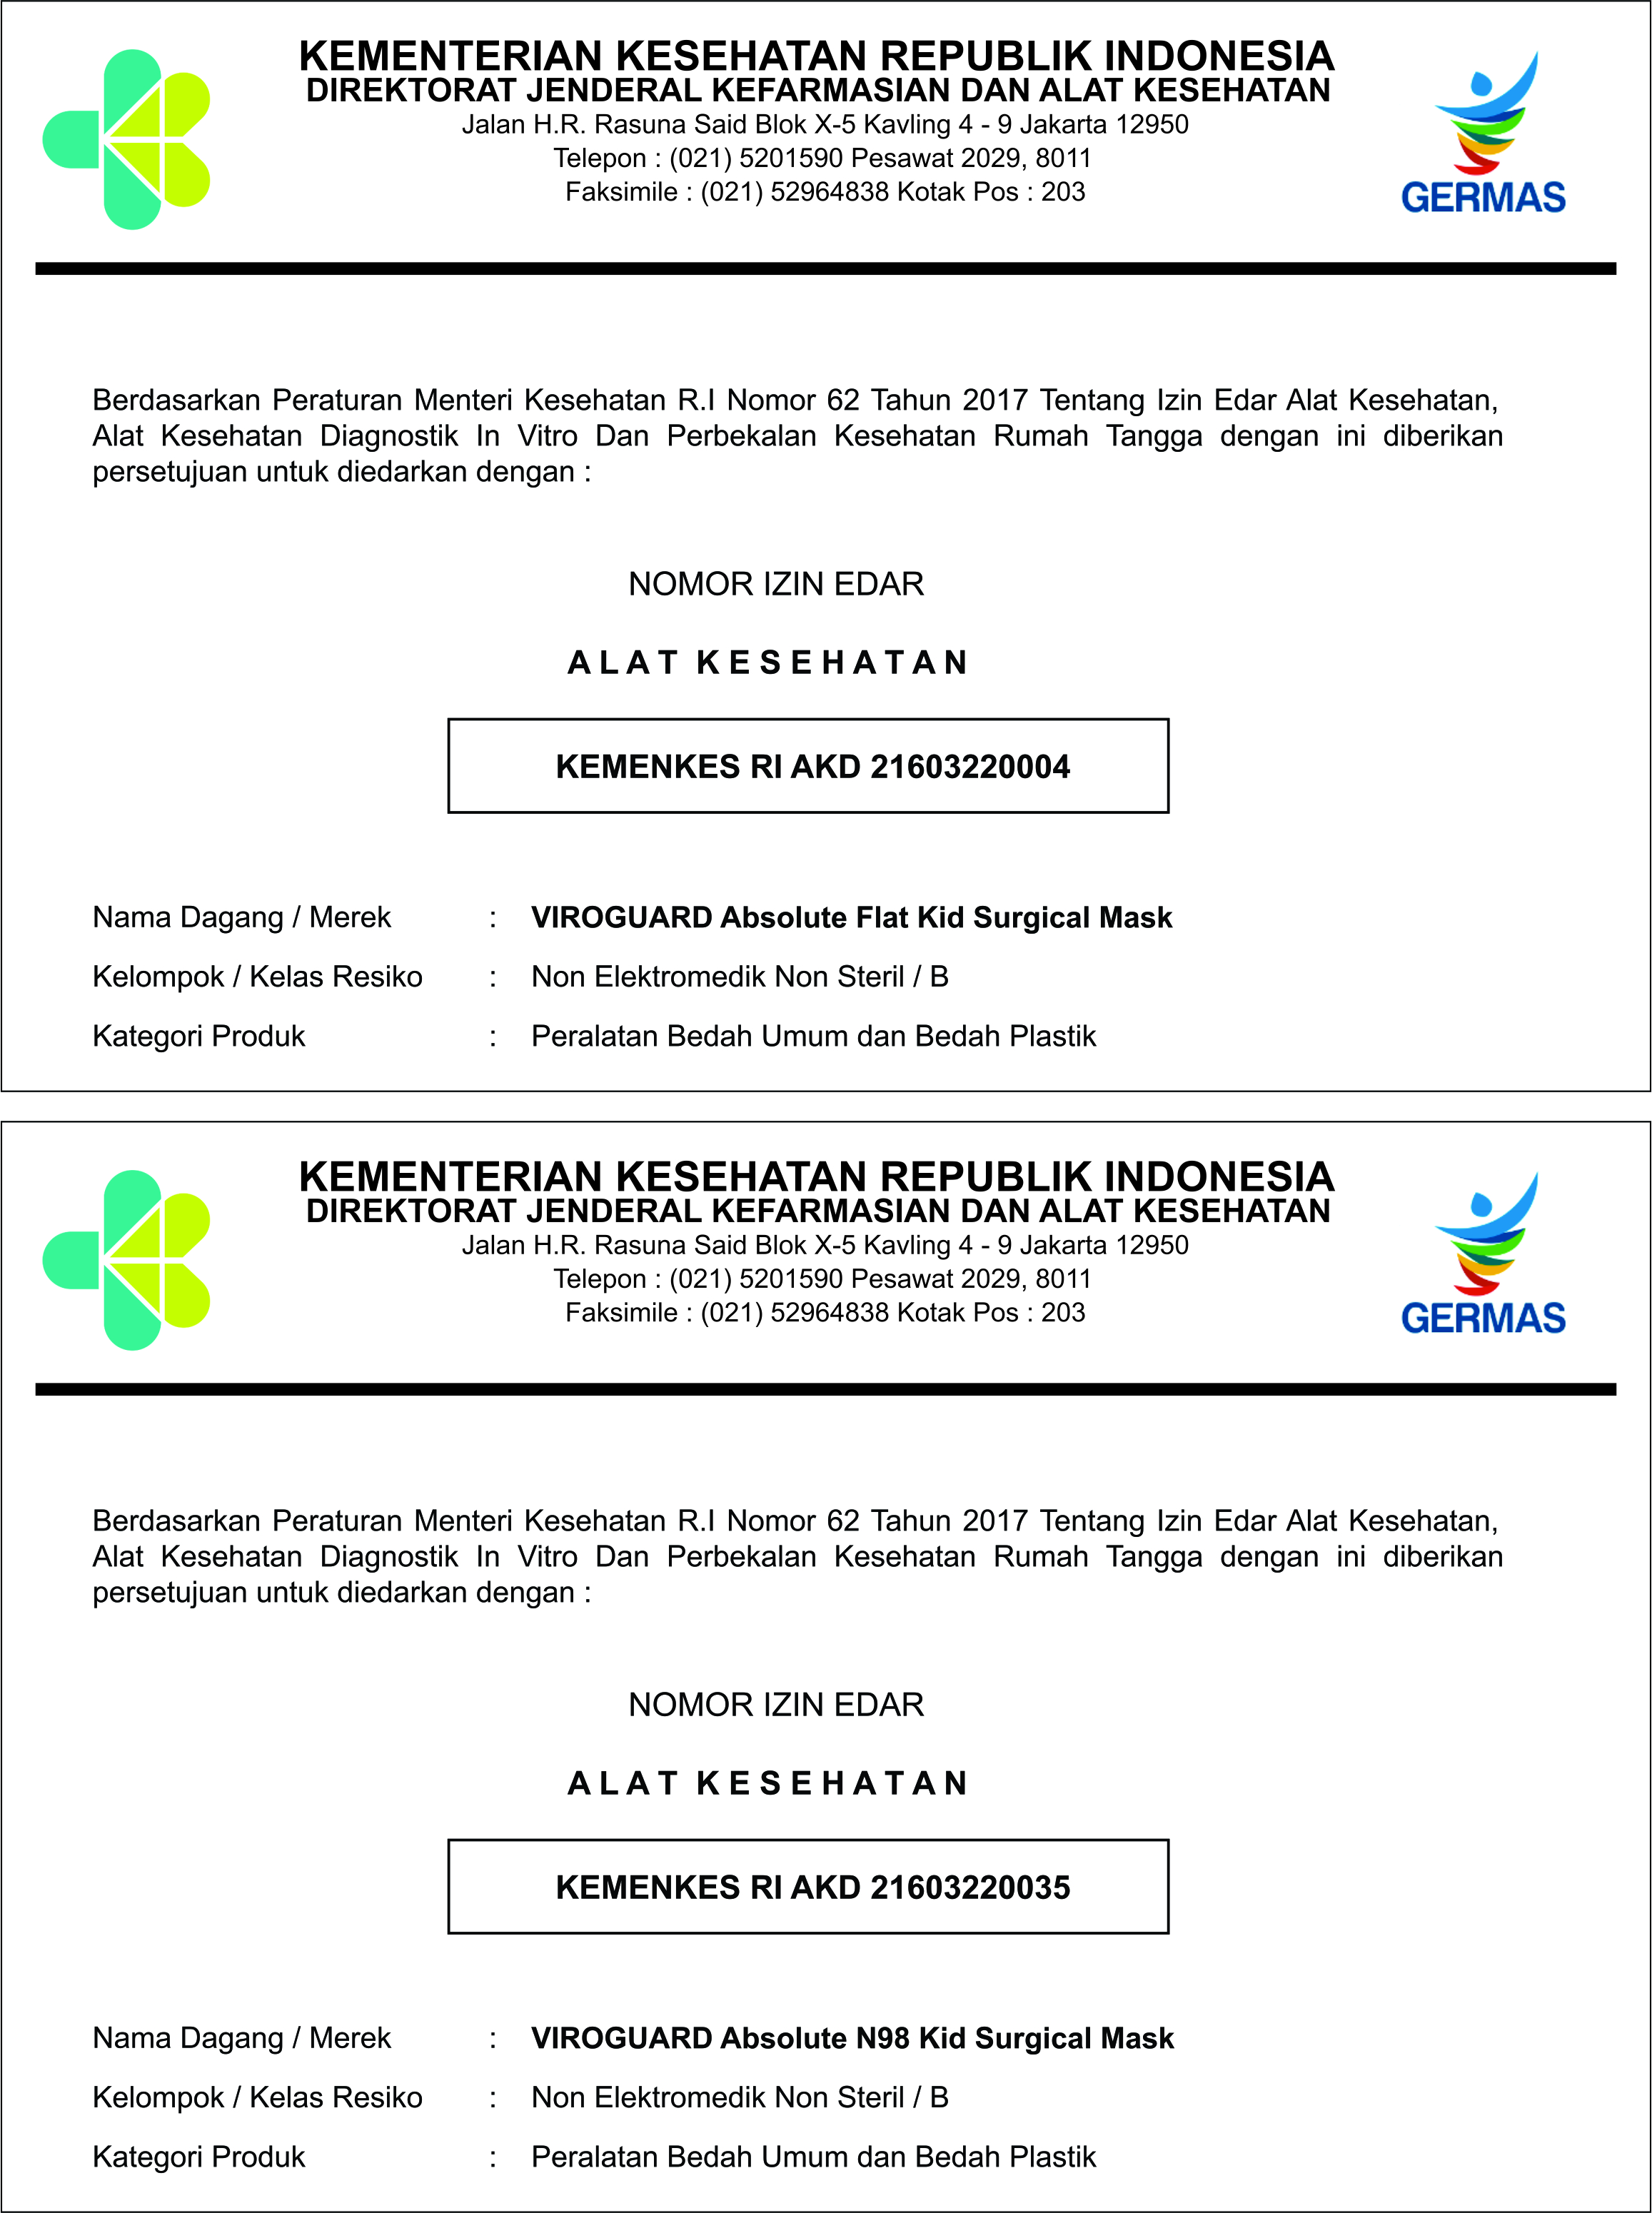 KEMENTERIAN KESEHATAN REPUBLIK INDONESIA
DIREKTORAT JENDERAL KEFARMASIAN DAN ALAT KESEHATAN
Jalan H.R. Rasuna Said Blok X-5 Kavling 4 - 9 Jakarta 12950
Telepon : (021) 5201590 Pesawat 2029, 8011
Faksimile : (021) 52964838 Kotak Pos : 203
GERMAS
Berdasarkan Peraturan Menteri Kesehatan R.I Nomor 62 Tahun 2017 Tentang Izin Edar Alat Kesehatan,
Alat Kesehatan Diagnostik In Vitro Dan Perbekalan Kesehatan Rumah Tangga dengan ini diberikan
persetujuan untuk diedarkan dengan :
NOMOR IZIN EDAR
ALAT KESEHATAN
KEMENKES RI AKD 21603220004
Nama Dagang / Merek : VIROGUARD Absolute Flat Kid Surgical Mask
Kelompok / Kelas Resiko : Non Elektromedik Non Steril / B
Kategori Produk : Peralatan Bedah Umum dan Bedah Plastik
KEMENTERIAN KESEHATAN REPUBLIK INDONESIA
DIREKTORAT JENDERAL KEFARMASIAN DAN ALAT KESEHATAN
Jalan H.R. Rasuna Said Blok X-5 Kavling 4 - 9 Jakarta 12950
Telepon : (021) 5201590 Pesawat 2029, 8011
Faksimile : (021) 52964838 Kotak Pos : 203
GERMAS
Berdasarkan Peraturan Menteri Kesehatan R.I Nomor 62 Tahun 2017 Tentang Izin Edar Alat Kesehatan,
Alat Kesehatan Diagnostik In Vitro Dan Perbekalan Kesehatan Rumah Tangga dengan ini diberikan
persetujuan untuk diedarkan dengan :
NOMOR IZIN EDAR
ALAT KESEHATAN
KEMENKES RI AKD 21603220035
Nama Dagang / Merek : VIROGUARD Absolute N98 Kid Surgical Mask
Kelompok / Kelas Resiko : Non Elektromedik Non Steril / B
Kategori Produk : Peralatan Bedah Umum dan Bedah Plastik